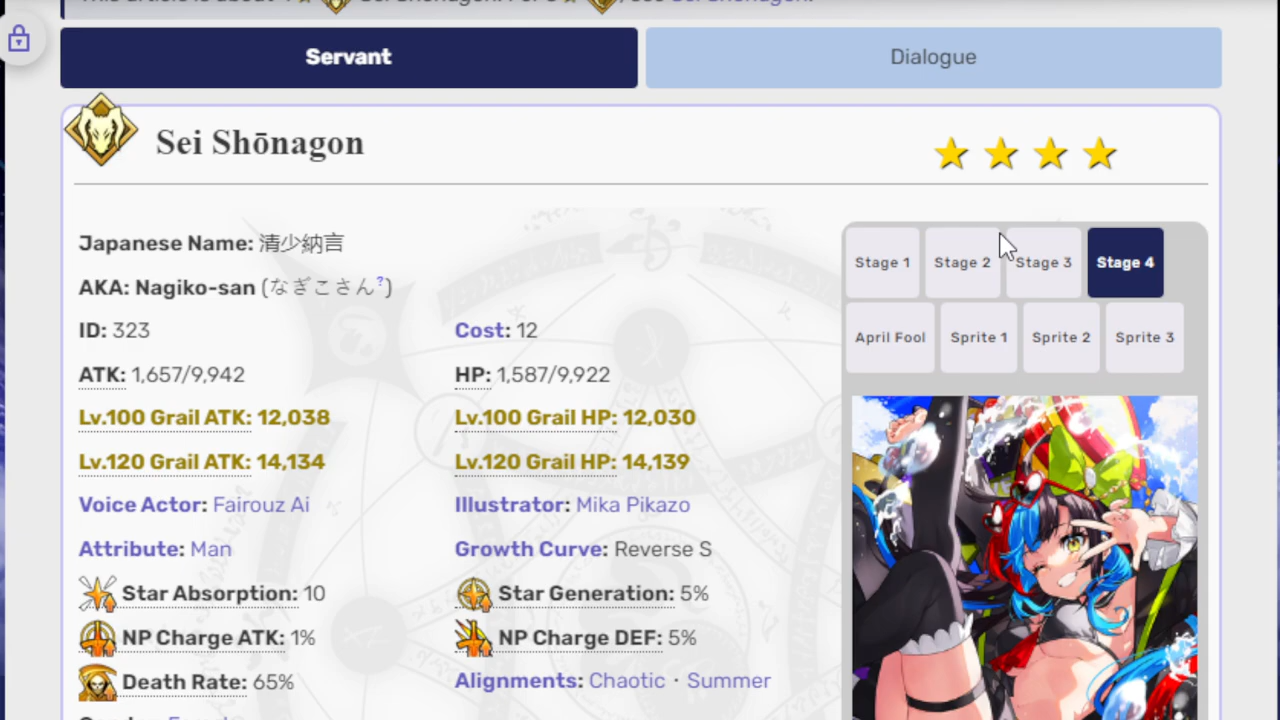 Servant
Dialogue
Sei Shōnagon
Japanese Name: 清少納言
AKA: Nagiko-san (なぎこさん?)
ID: 323
Cost: 12
ATK: 1,657/9,942
HP: 1,587/9,922
Lv.100 Grail ATK: 12,038
Lv.100 Grail HP: 12,030
Lv.120 Grail ATK: 14,134
Lv.120 Grail HP: 14,139
Voice Actor: Fairouz Ai
Illustrator: Mika Pikazo
Attribute: Man
Growth Curve: Reverse S
Star Absorption: 10
Star Generation: 5%
NP Charge ATK: 1%
NP Charge DEF: 5%
Death Rate: 65%
Alignments: Chaotic・Summer
Stage 1
Stage 2
Stage 3
Stage 4
April Fool
Sprite 1
Sprite 2
Sprite 3